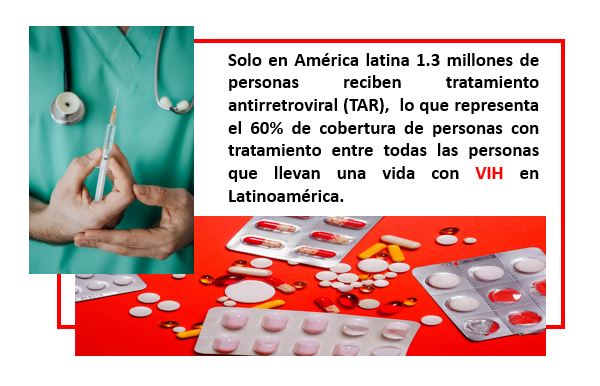 Solo en América latina 1.3 millones de
personas reciben tratamiento
antirretroviral (TAR), lo que representa
el 60% de cobertura de personas con
tratamiento entre todas las personas
que llevan una vida con VIH en
Latinoamérica.